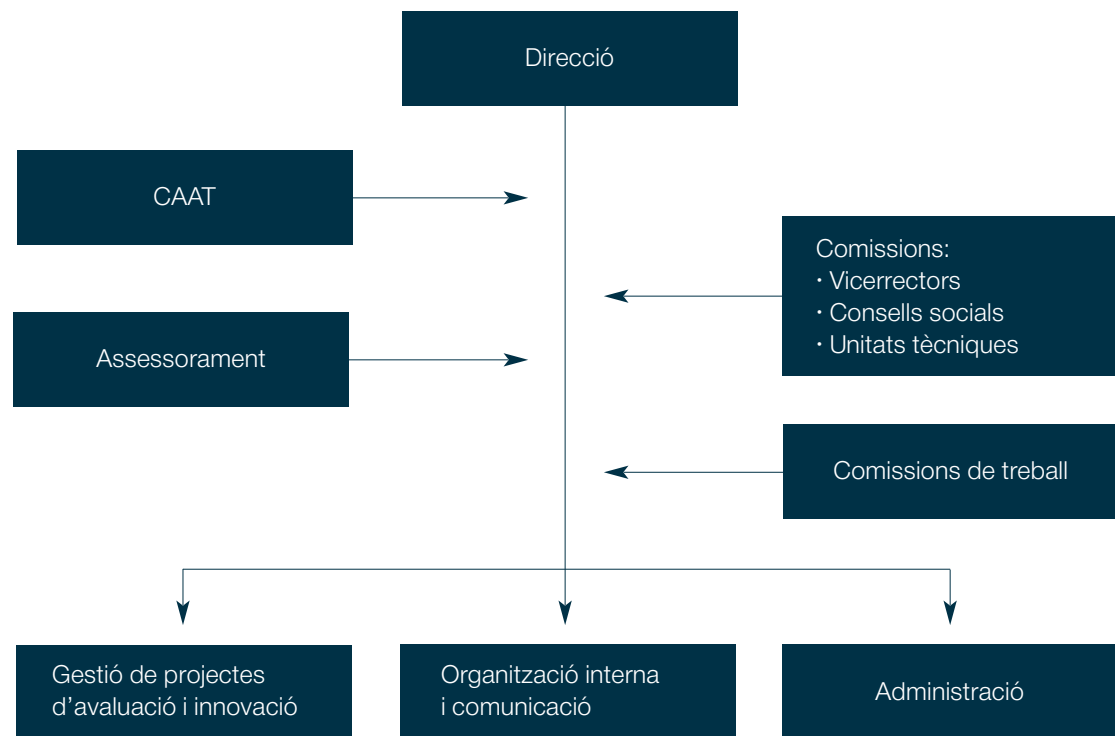 Direcció
CAAT
Comissions:
· Vicerrectors
· Consells socials
· Unitats tècniques
Assessorament
Comissions de treball
Gestió de projectes
d’avaluació i innovació
Organització interna
i comunicació
Administració